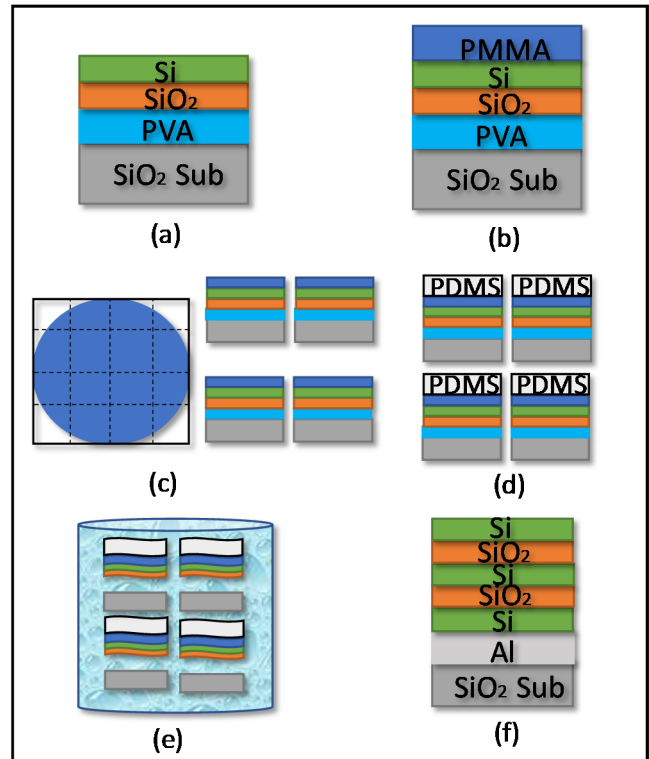 Si
SiO₂
PVA
SiO₂ Sub
(a)
PMMA
Si
SiO₂
PVA
SiO₂ Sub
(b)
(c)
PDMS PDMS
PDMS PDMS
(d)
(e)
Si
SiO₂
Si
SiO₂
Si
Al
SiO₂ Sub
(f)